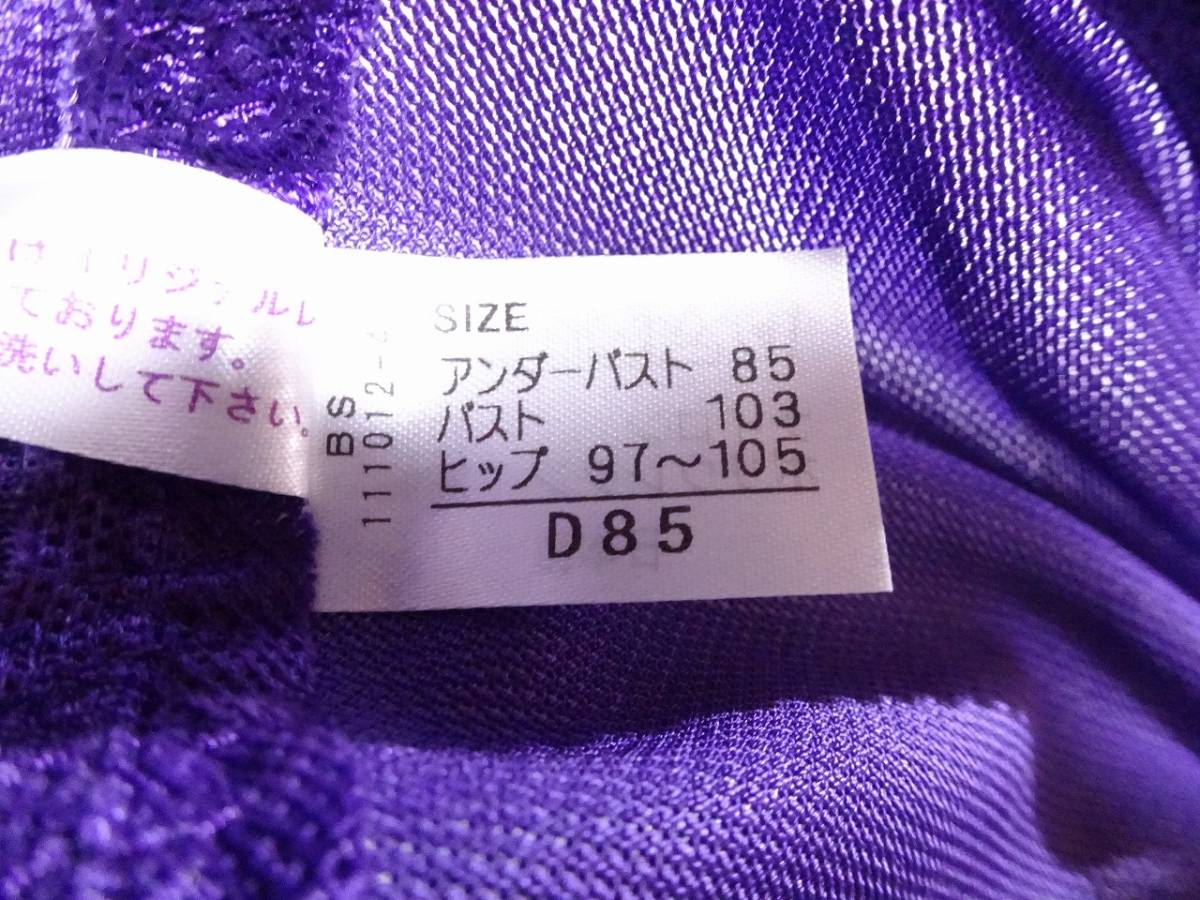 ております。
洗いして下さい。
BS
SIZE
アンダーバスト 85
バスト 103
ヒップ 97〜105
D85